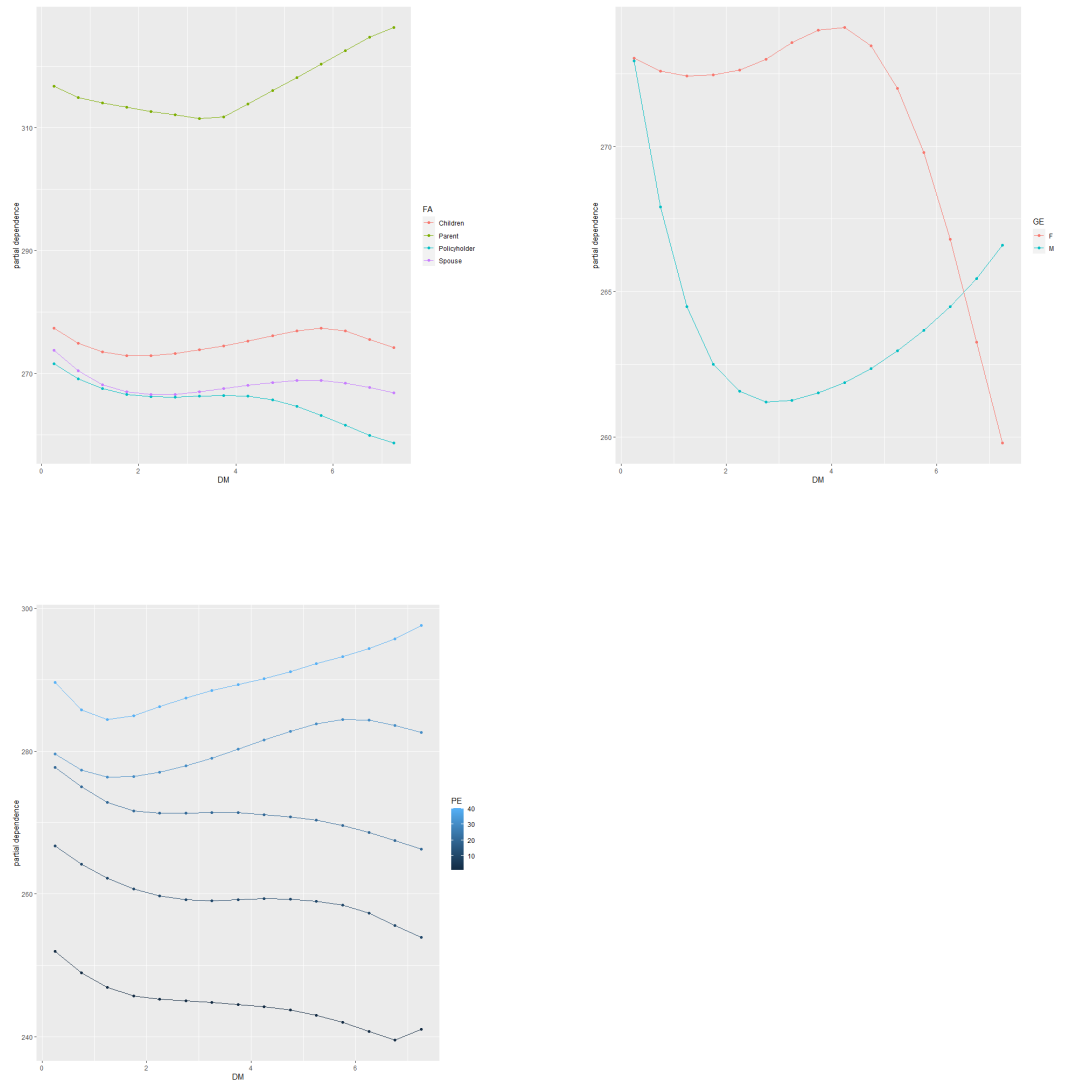 310
290
270
partial dependence
0 2 4 6
DM
FA
Children
Parent
Policyholder
Spouse
270
265
260
partial dependence
0 2 4 6
DM
GE
F
M
300
280
260
240
partial dependence
0 2 4 6
DM
PE
40
30
20
10